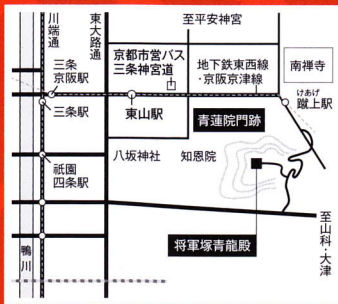 川端通
東大路通
至平安神宮
京都市営バス
三条神宮道
地下鉄東西線
・京阪京津線
南禅寺
三条
京阪駅
けあげ
蹴上駅
三条駅
東山駅
青蓮院門跡
祇園
四条駅
八坂神社
知恩院
鴨川
将軍塚青龍殿
至山科・大津